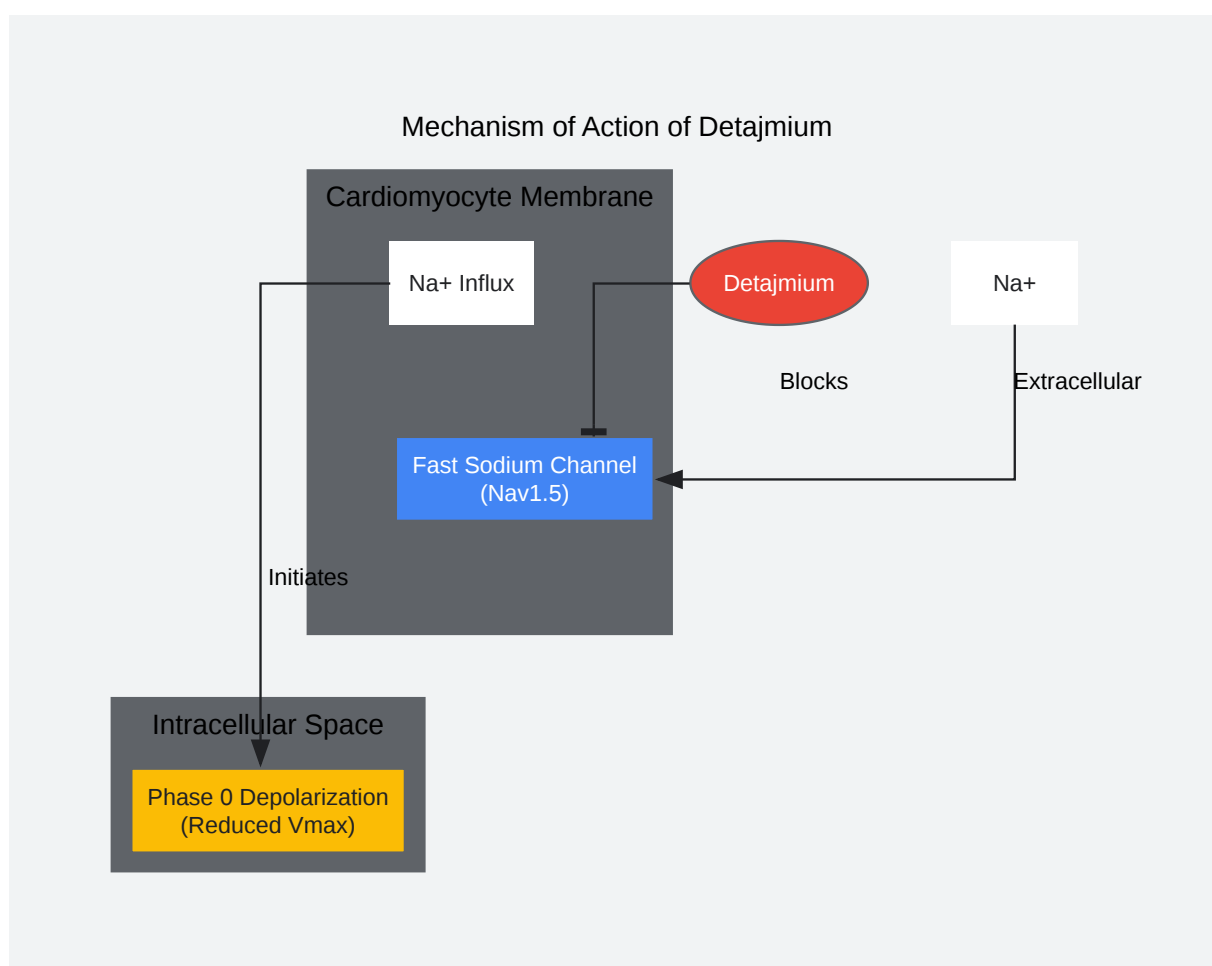 Mechanism of Action of Detajmium
Cardiomyocyte Membrane
Na+ Influx
Detajmium
Na+
Blocks
Extracellular
Fast Sodium Channel
(Nav1.5)
Initiates
Intracellular Space
Phase 0 Depolarization
(Reduced Vmax)